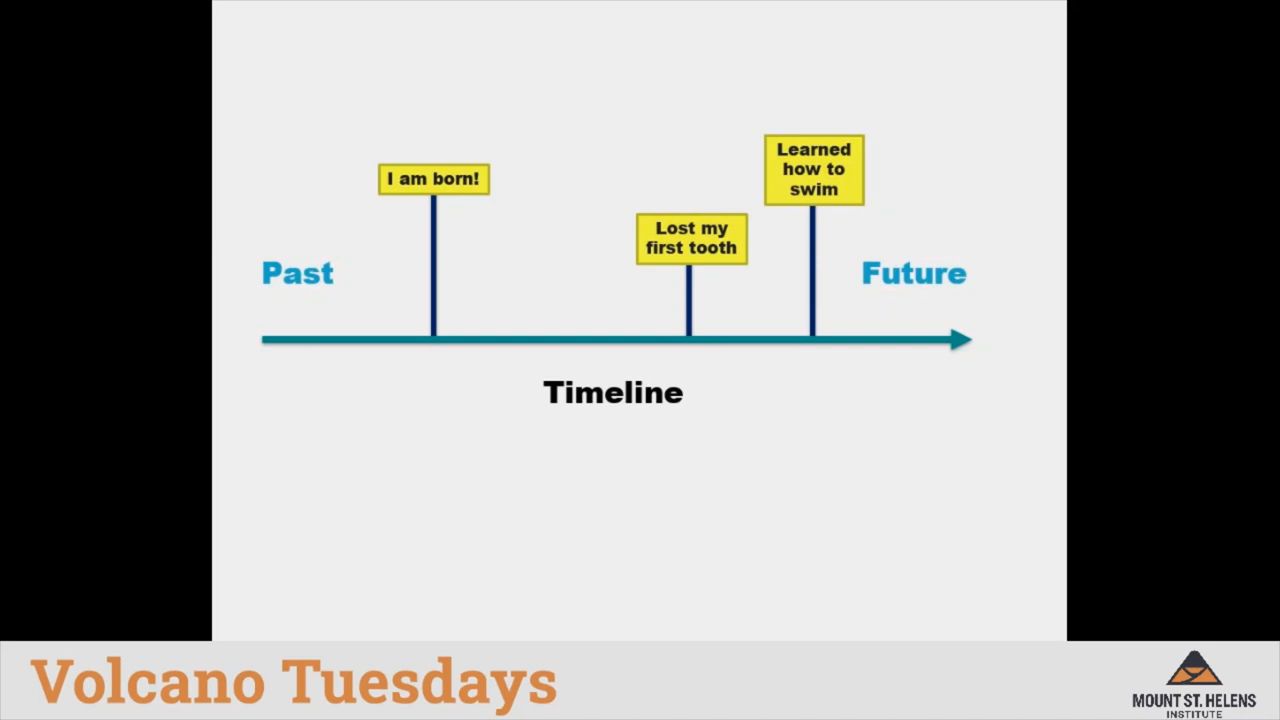 I am born!
Learned
how to
swim
Lost my
first tooth
Past
Future
Timeline
Volcano Tuesdays
MOUNT ST. HELENS
INSTITUTE